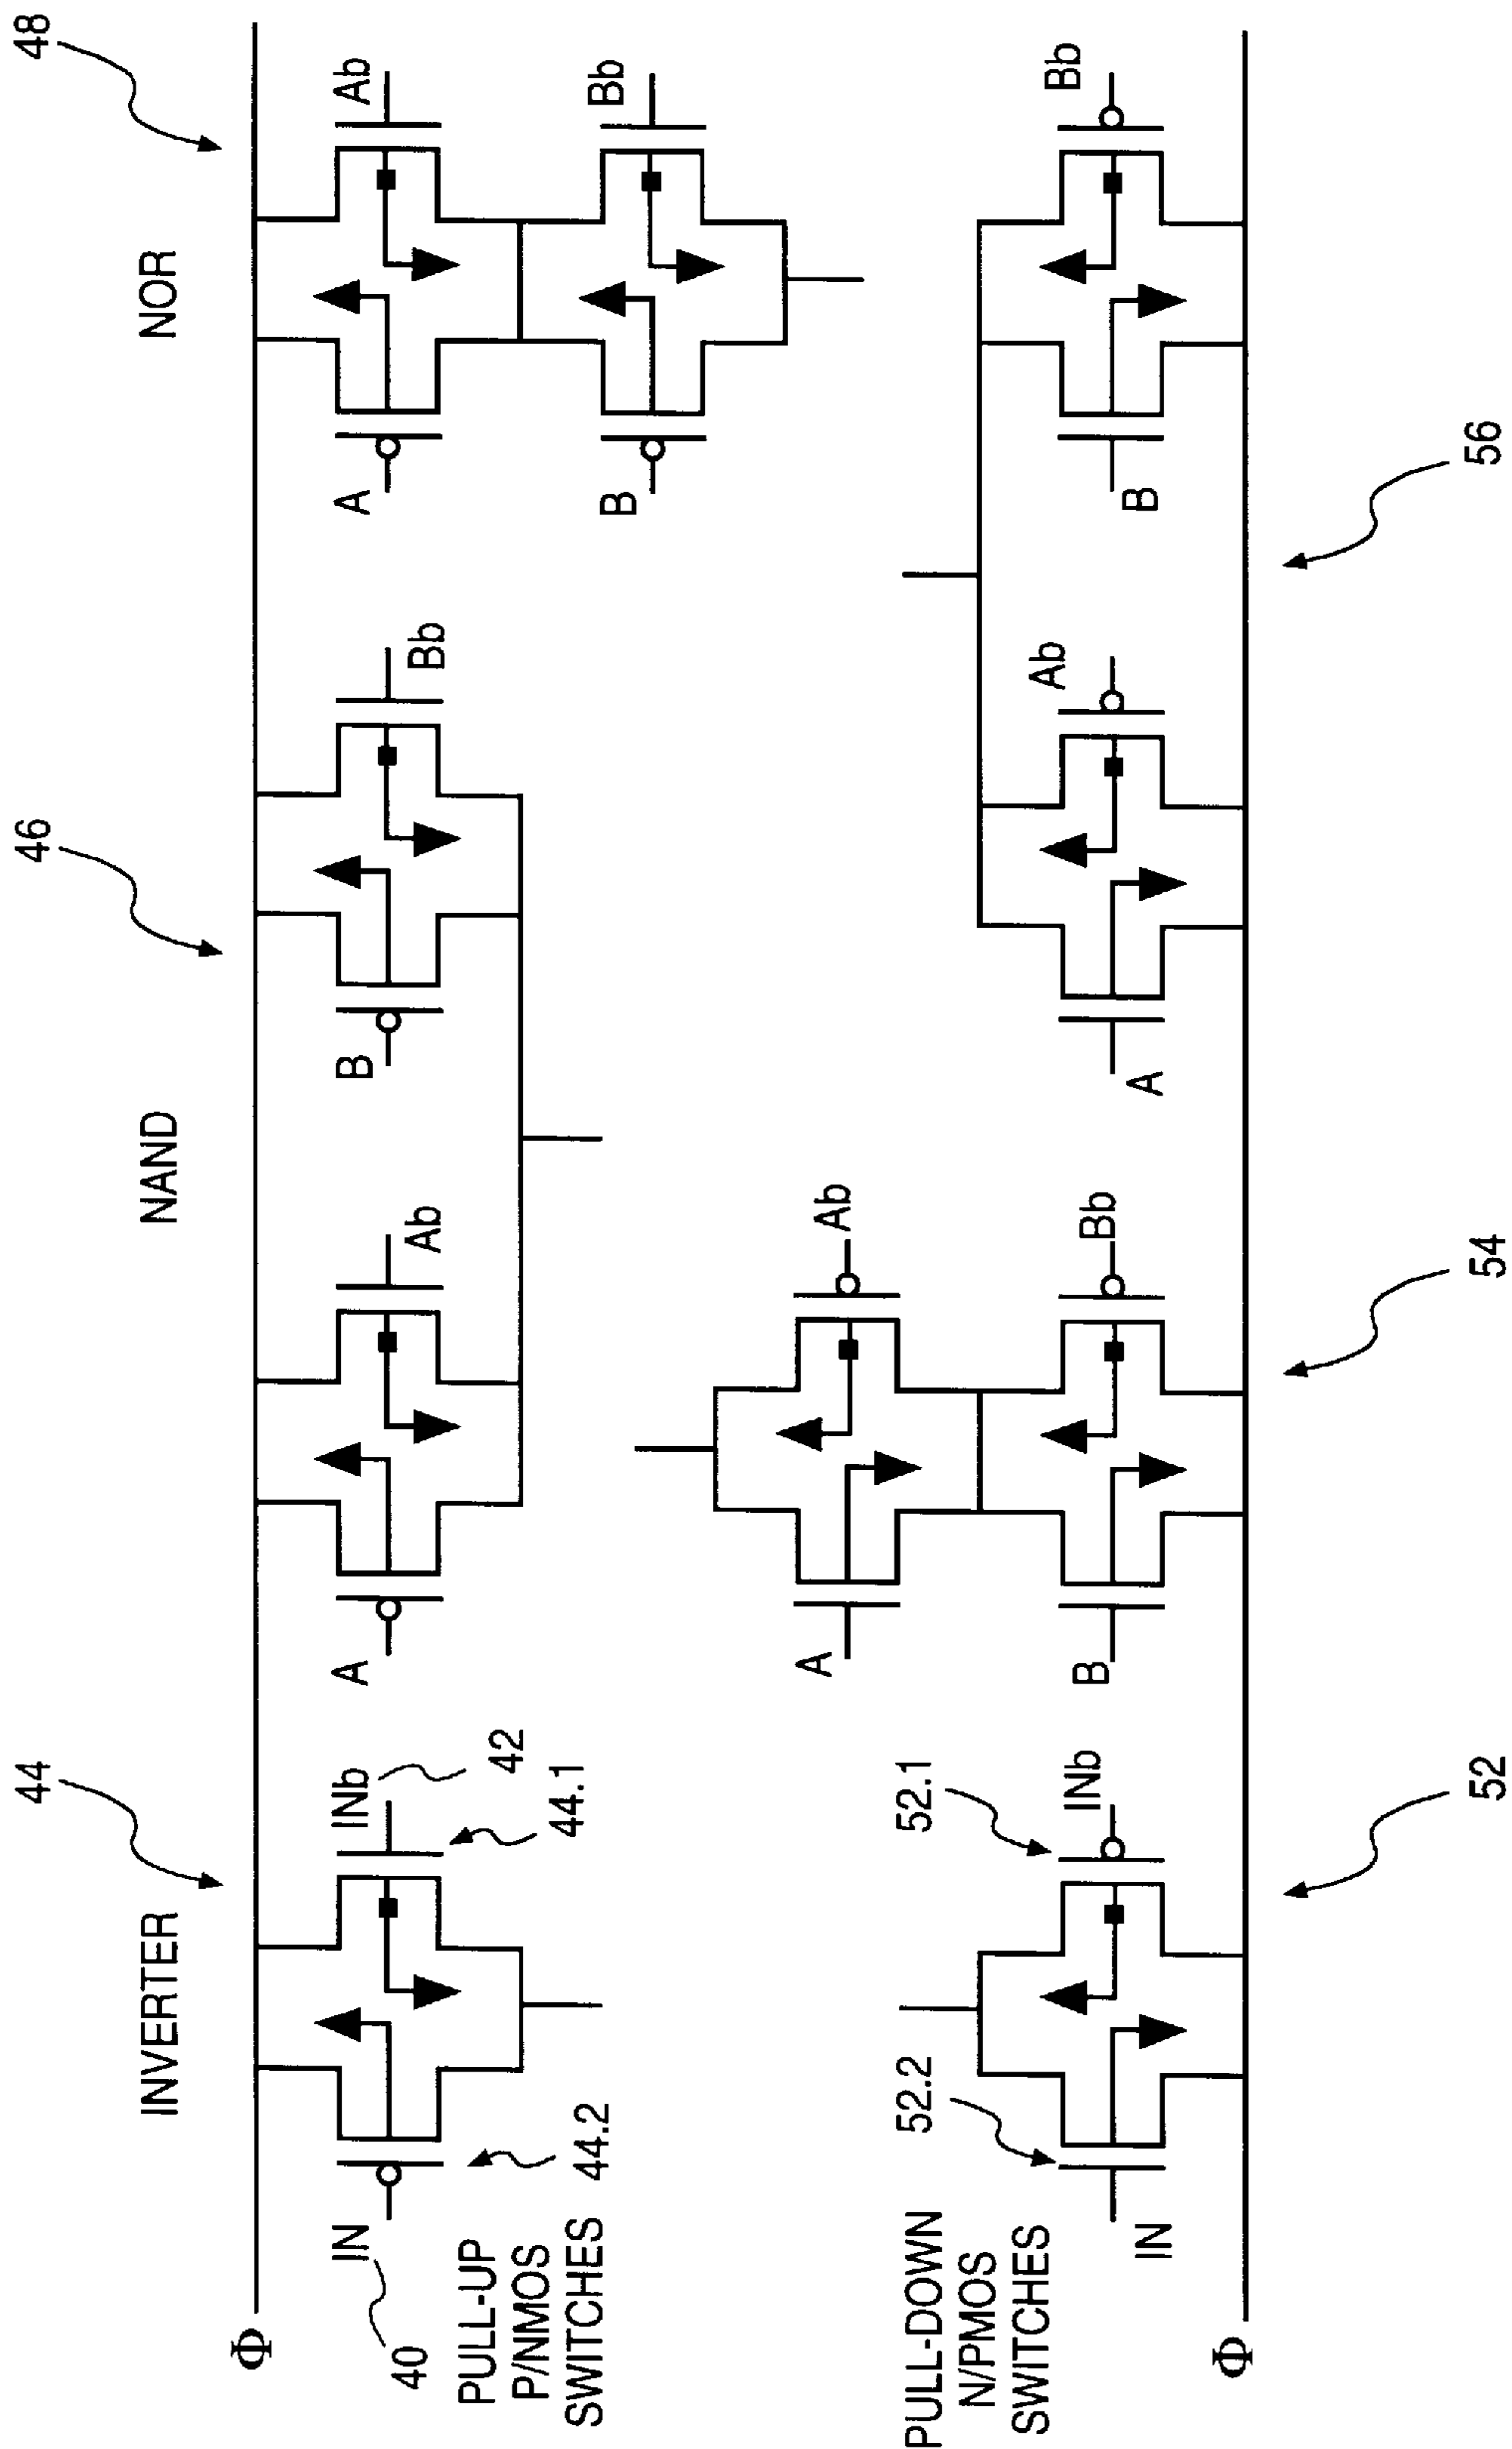 44
46
48
INVERTER
NAND
NOR
Φ
IN
INb
A
Ab
B
Bb
A
Ab
40
42
44.2
44.1
B
Bb
PULL-UP
P/NMOS
SWITCHES
A
Ab
PULL-DOWN
N/PMOS
SWITCHES
52.2
52.1
IN
INb
B
Bb
A
Ab
B
Bb
Φ
52
54
56